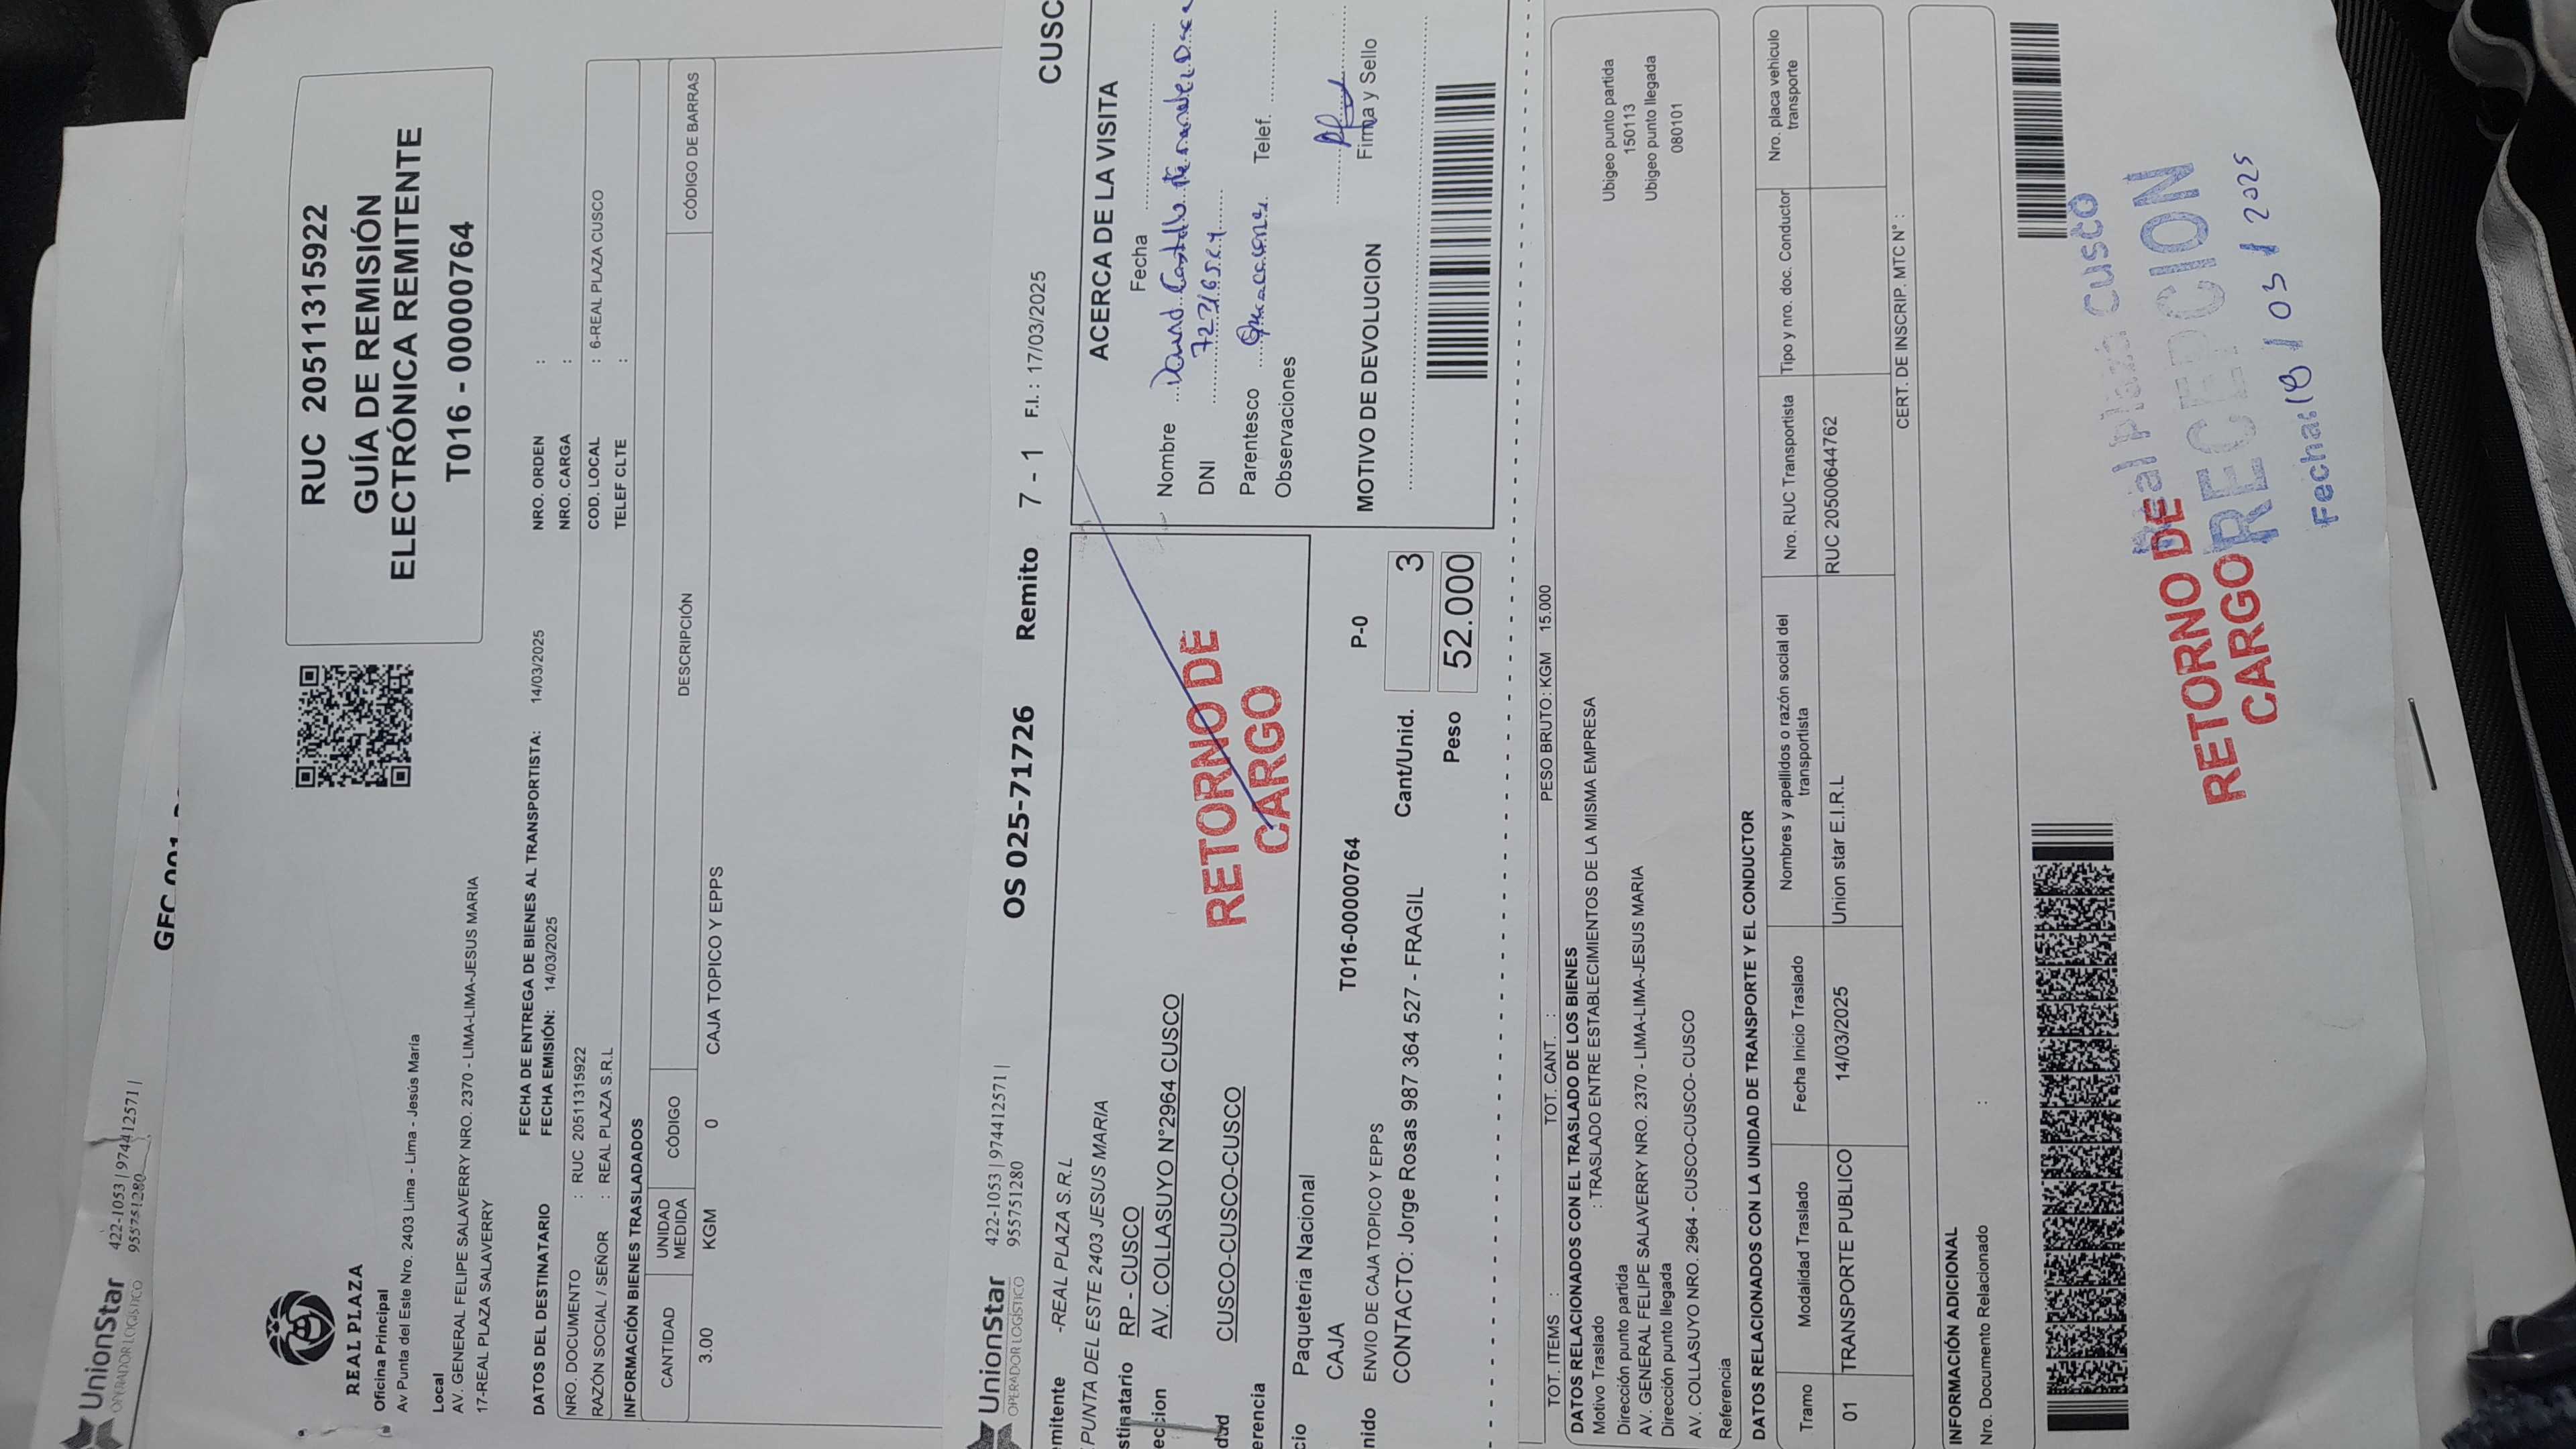 UnionStar
OPERADOR LOGÍSTICO
422-1053 | 974412571 |
955751280
GEC 001
REAL PLAZA
Oficina Principal
Av Punta del Este Nro. 2403 Lima - Lima - Jesús María
Local
AV. GENERAL FELIPE SALAVERRY NRO. 2370 - LIMA-LIMA-JESUS MARIA
17-REAL PLAZA SALAVERRY
RUC 20511315922
GUÍA DE REMISIÓN
ELECTRÓNICA REMITENTE
T016 - 00000764
FECHA DE ENTREGA DE BIENES AL TRANSPORTISTA: 14/03/2025
DATOS DEL DESTINATARIO FECHA EMISIÓN: 14/03/2025
NRO. ORDEN :
NRO. CARGA :
NRO. DOCUMENTO : RUC 20511315922
COD. LOCAL : 6-REAL PLAZA CUSCO
RAZÓN SOCIAL / SEÑOR : REAL PLAZA S.R.L
TELEF CLTE :
INFORMACIÓN BIENES TRASLADADOS
CANTIDAD UNIDAD MEDIDA CÓDIGO DESCRIPCIÓN CÓDIGO DE BARRAS
3.00 KGM 0 CAJA TOPICO Y EPPS
UnionStar
OPERADOR LOGÍSTICO
422-1053 | 974412571 |
955751280
OS 025-71726 Remito 7 - 1 F.I. : 17/03/2025 CUSC
emitente -REAL PLAZA S.R.L
PUNTA DEL ESTE 2403 JESUS MARIA
stinatario RP - CUSCO
eccion AV. COLLASUYO N°2964 CUSCO
dad CUSCO-CUSCO-CUSCO
erencia
RETORNO DE
CARGO
cio Paqueteria Nacional
CAJA T016-00000764 P-0
nido ENVIO DE CAJA TOPICO Y EPPS
CONTACTO: Jorge Rosas 987 364 527 - FRAGIL
Cant/Unid. 3
Peso 52.000
ACERCA DE LA VISITA
Fecha
Nombre
DNI
Parentesco Telef.
Observaciones
MOTIVO DE DEVOLUCION
Firma y Sello
TOT. ITEMS : TOT. CANT. : PESO BRUTO: KGM 15.000
DATOS RELACIONADOS CON EL TRASLADO DE LOS BIENES
Motivo Traslado : TRASLADO ENTRE ESTABLECIMIENTOS DE LA MISMA EMPRESA
Dirección punto partida Ubigeo punto partida
AV. GENERAL FELIPE SALAVERRY NRO. 2370 - LIMA-LIMA-JESUS MARIA 150113
Dirección punto llegada Ubigeo punto llegada
AV. COLLASUYO NRO. 2964 - CUSCO-CUSCO- CUSCO 080101
Referencia :
DATOS RELACIONADOS CON LA UNIDAD DE TRANSPORTE Y EL CONDUCTOR
Tramo Modalidad Traslado Fecha Inicio Traslado Nombres y apellidos o razón social del transportista Nro. RUC Transportista Tipo y nro. doc. Conductor Nro. placa vehiculo transporte
01 TRANSPORTE PUBLICO 14/03/2025 Union star E.I.R.L RUC 20500644762
CERT. DE INSCRIP. MTC N° :
INFORMACIÓN ADICIONAL
Nro. Documento Relacionado :
Real Plaza Cusco
RECEPCION
Fecha: 19 / 03 / 2025
RETORNO DE
CARGO